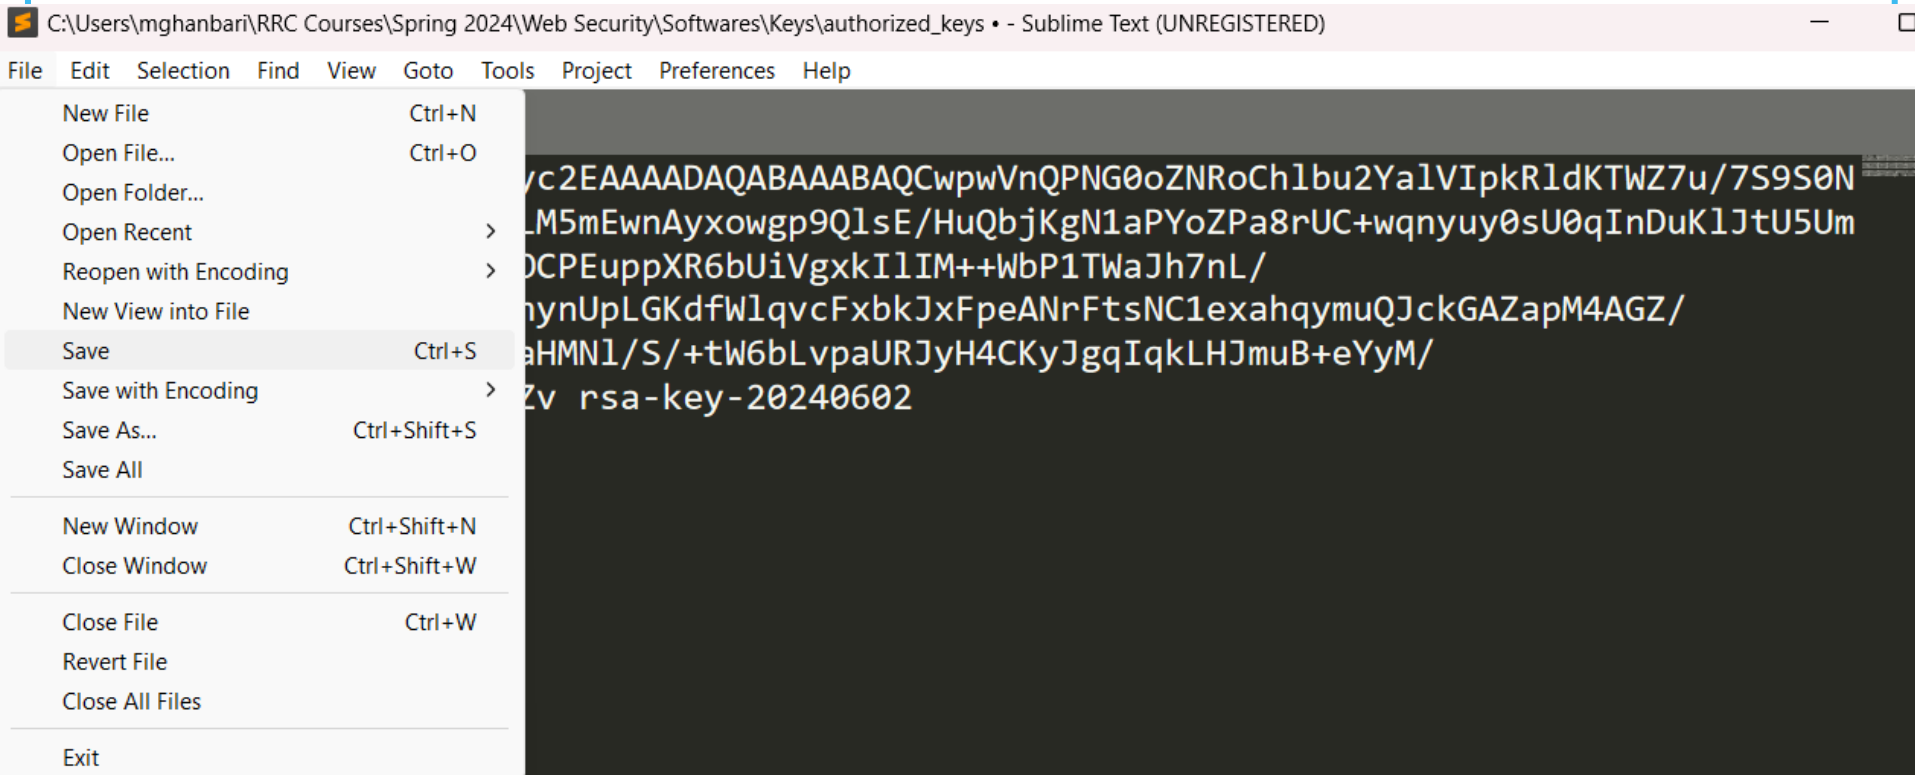 C:\Users\mghanbari\RRC Courses\Spring 2024\Web Security\Softwares\Keys\authorized_keys • - Sublime Text (UNREGISTERED)
File Edit Selection Find View Goto Tools Project Preferences Help
New File Ctrl+N
Open File... Ctrl+O
Open Folder...
Open Recent >
Reopen with Encoding >
New View into File
Save Ctrl+S
Save with Encoding >
Save As... Ctrl+Shift+S
Save All
New Window Ctrl+Shift+N
Close Window Ctrl+Shift+W
Close File Ctrl+W
Revert File
Close All Files
Exit
yc2EAAAADAQABAAABAQCwpwVnQPNG0oZNRoChlbu2YalVIpkRldKTWZ7u/7S9S0N
LM5mEwnAyxowgp9QlsE/HuQbjKgN1aPYoZPa8rUC+wqnyuy0sU0qInDuKlJtU5Um
OCPEuppXR6bUiVgxkIlIM++WbP1TWaJh7nL/
nynUpLGKdfWlqvcFxbkJxFpeANrFtsNC1exahqymuQJckGAZapM4AGZ/
aHMNl/S/+tW6bLvpaURJyH4CKyJgqIqkLHJmuB+eYyM/
Zv rsa-key-20240602